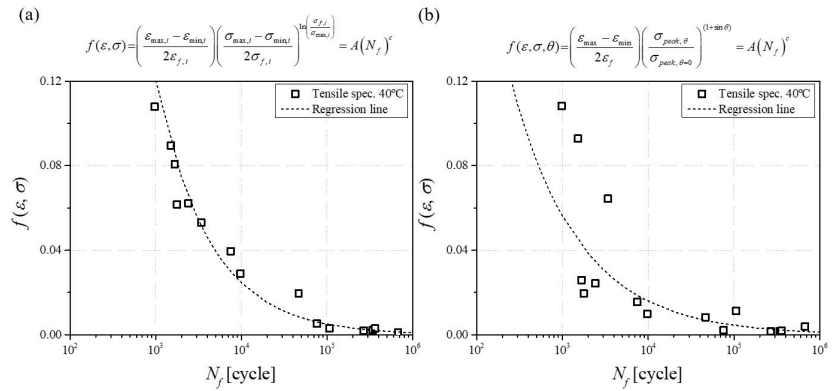 (a)
f(ε,σ)=((ε_max,t − ε_min,t)/(2ε_f,t))((σ_max,t − σ_min,t)/(2σ_f,t))^ln(σ_f,t/σ_max,t) = A(N_f)^c
0.12
0.08
0.04
0.00
f (ε, σ)
Tensile spec. 40ºC
Regression line
10^2
10^3
10^4
10^5
10^6
N_f [cycle]
(b)
f(ε,σ,θ)=((ε_max − ε_min)/(2ε_f))(σ_peak,θ/σ_peak,θ=0)^(1+sinθ) = A(N_f)^c
0.12
0.08
0.04
0.00
f (ε, σ)
Tensile spec. 40ºC
Regression line
10^2
10^3
10^4
10^5
10^6
N_f [cycle]